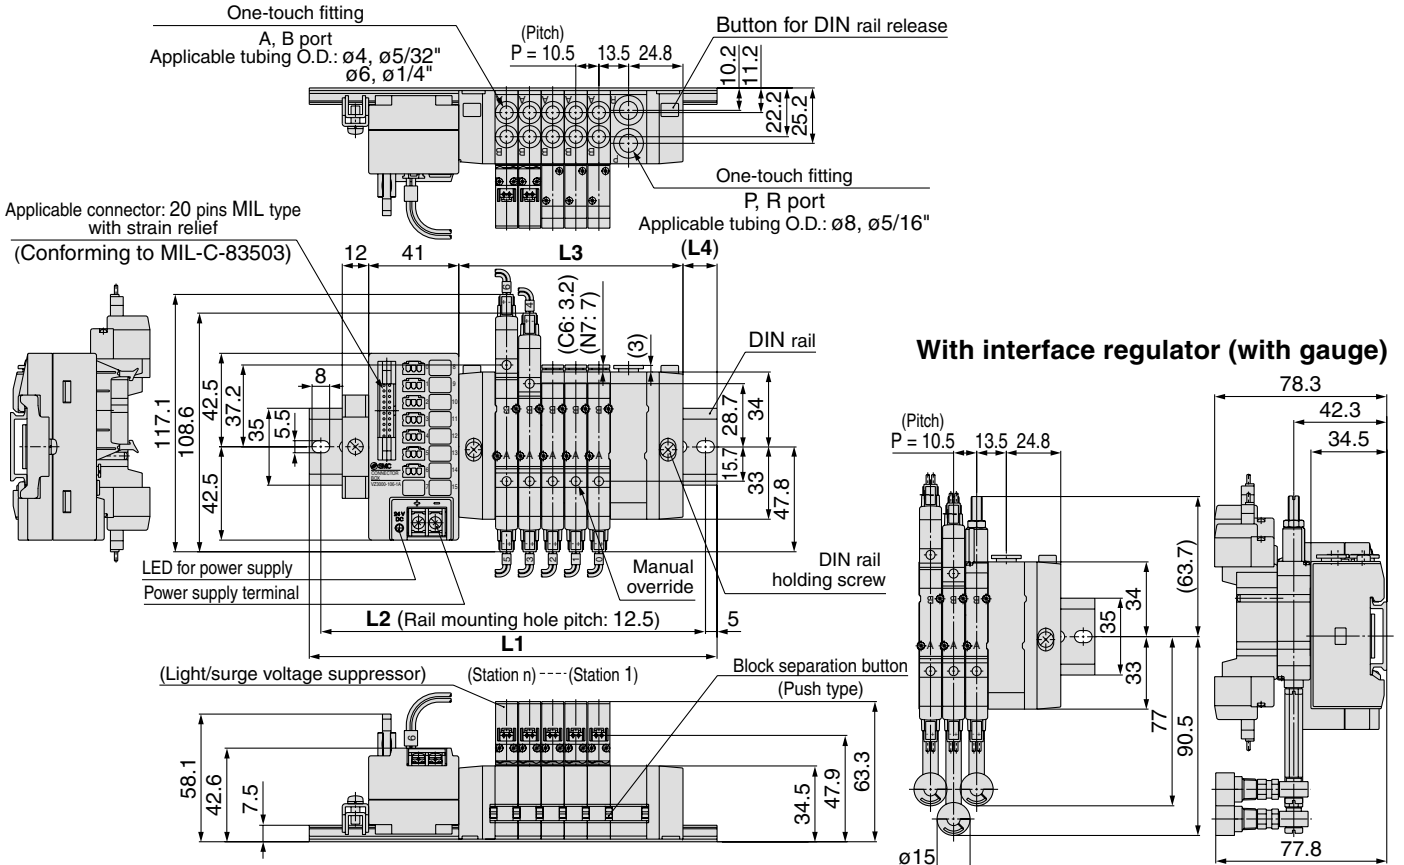 One-touch fitting
A, B port
Applicable tubing O.D.: ø4, ø5/32"
ø6, ø1/4"
(Pitch)
P = 10.5
13.5
24.8
Button for DIN rail release
10.2
11.2
22.2
25.2
One-touch fitting
P, R port
Applicable tubing O.D.: ø8, ø5/16"
Applicable connector: 20 pins MIL type
with strain relief
(Conforming to MIL-C-83503)
12
41
L3
(L4)
117.1
108.6
42.5
37.2
35
8
5.5
42.5
(C6: 3.2)
(N7: 7)
(3)
DIN rail
28.7
34
15.7
33
47.8
SMC
CONNECTOR
BOX
24V
DC
LED for power supply
Power supply terminal
Manual
override
DIN rail
holding screw
L2 (Rail mounting hole pitch: 12.5)
5
L1
(Light/surge voltage suppressor)
(Station n) ---- (Station 1)
Block separation button
(Push type)
58.1
42.6
7.5
34.5
47.9
63.3
With interface regulator (with gauge)
78.3
42.3
34.5
(Pitch)
P = 10.5
13.5
24.8
(63.7)
34
35
33
77
90.5
ø15
77.8